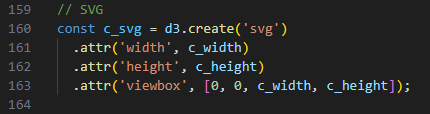 159 // SVG
160 const c_svg = d3.create('svg')
161 .attr('width', c_width)
162 .attr('height', c_height)
163 .attr('viewbox', [0, 0, c_width, c_height]);
164